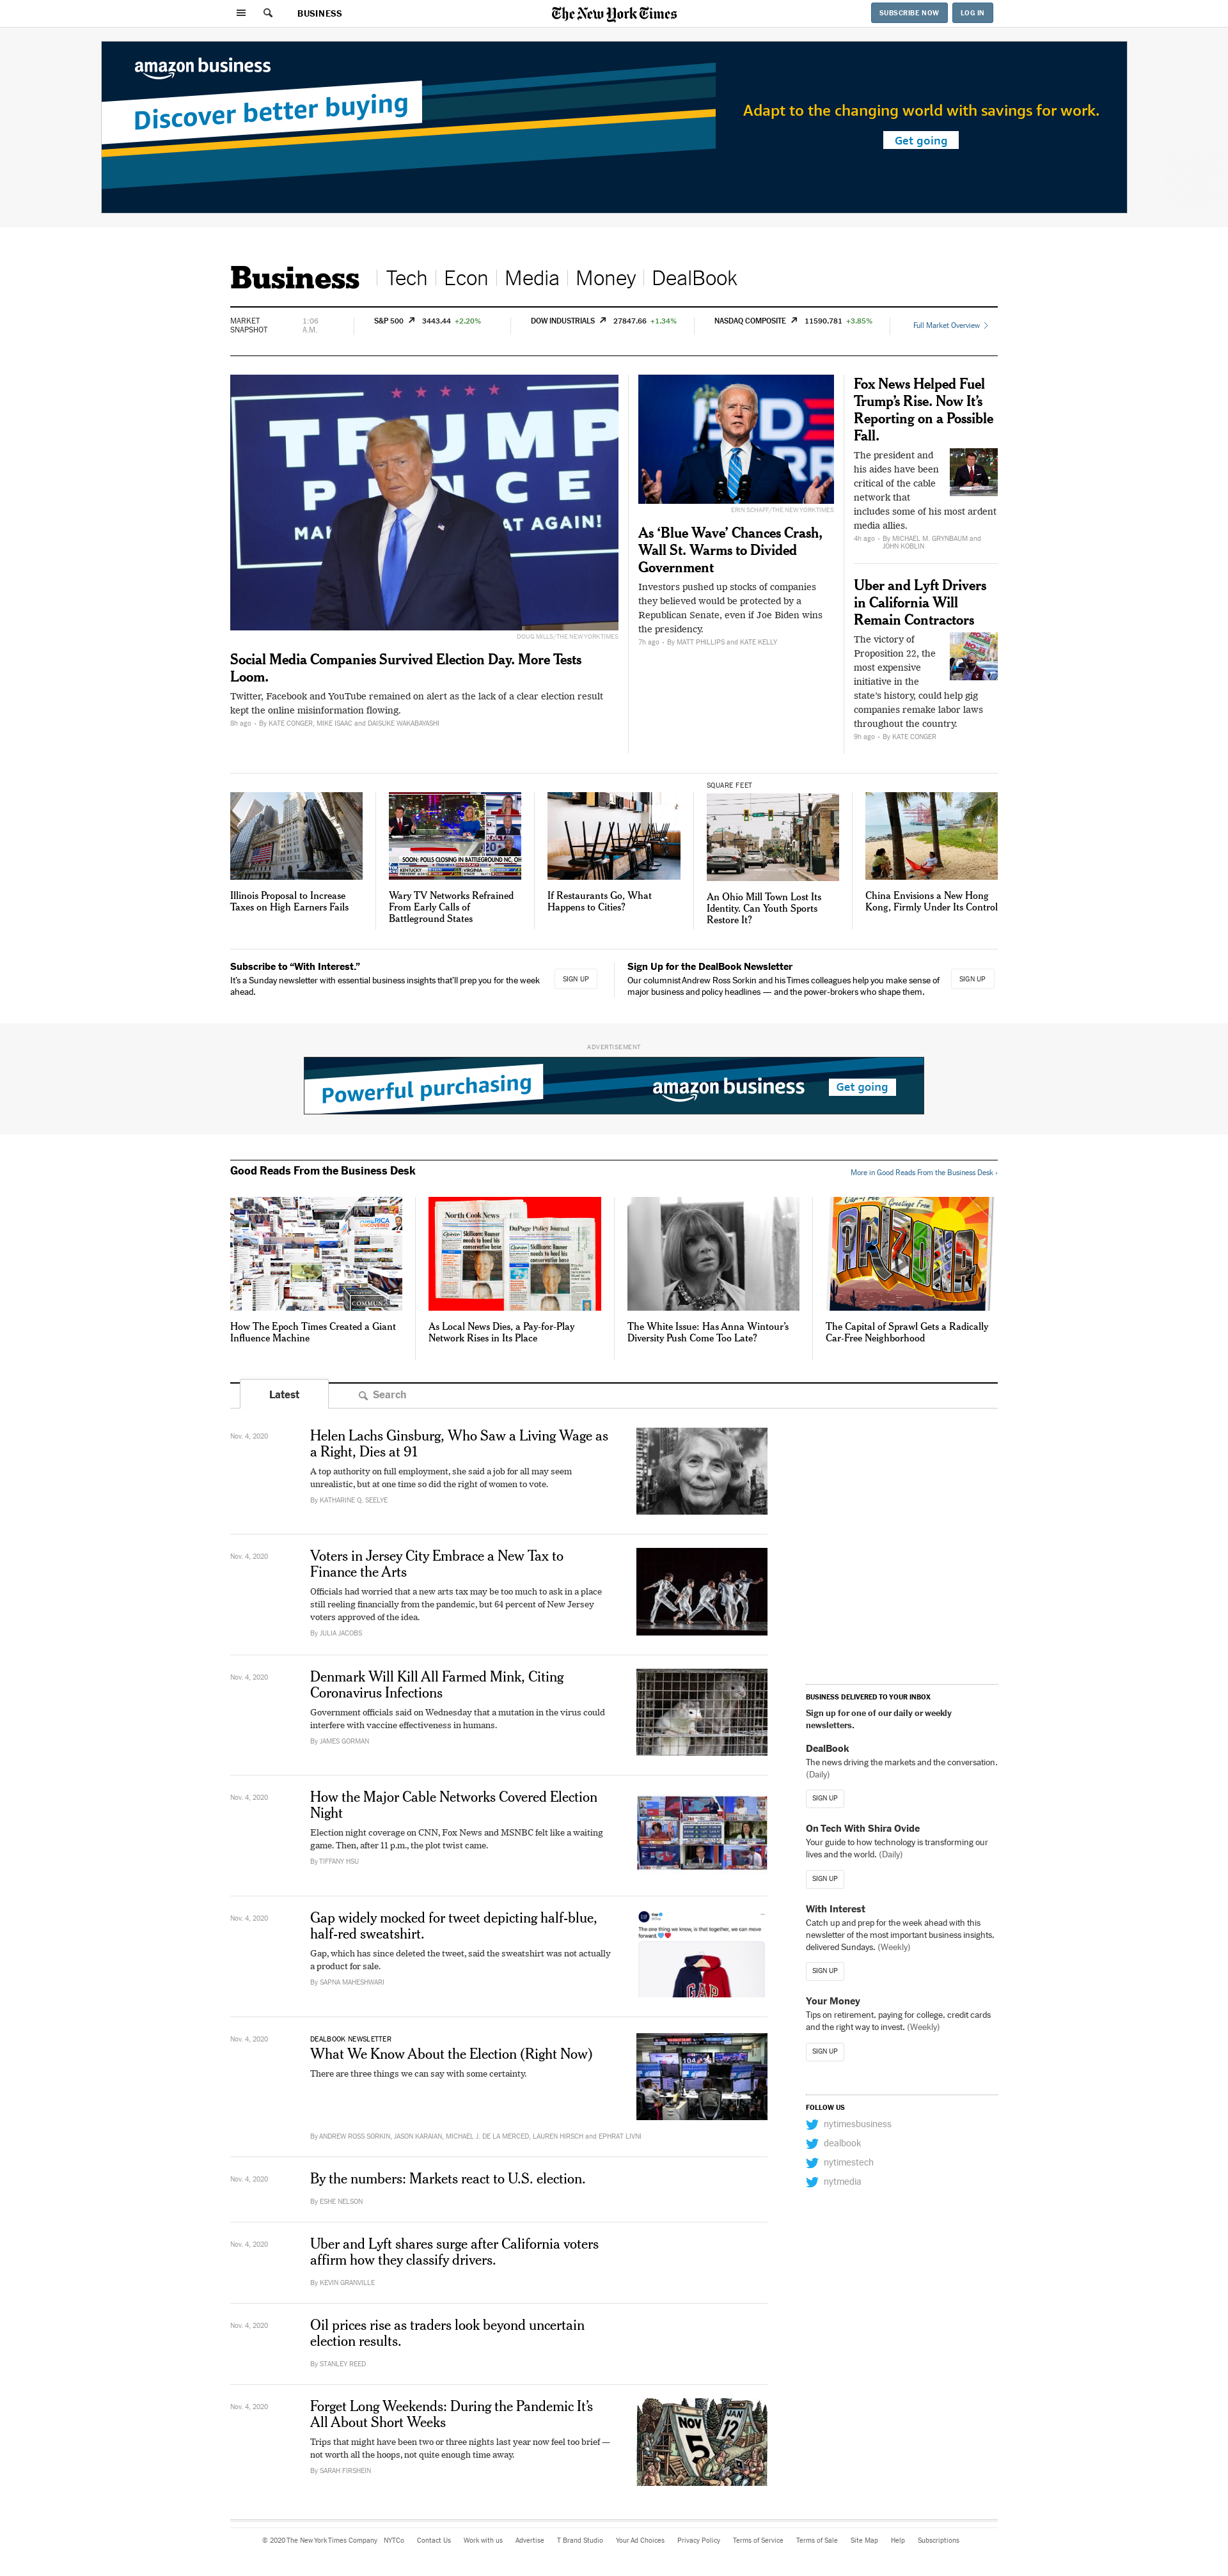 BUSINESS
The New York Times
SUBSCRIBE NOW
LOG IN
amazon business
Discover better buying
Adapt to the changing world with savings for work.
Get going
Business
Tech
Econ
Media
Money
DealBook
MARKET
SNAPSHOT
1:06
A.M.
S&P 500 3443.44 +2.20%
DOW INDUSTRIALS 27847.66 +1.34%
NASDAQ COMPOSITE 11590.781 +3.85%
Full Market Overview
TRUMP
PENCE
AGAIN!
DOUG MILLS/THE NEW YORK TIMES
Social Media Companies Survived Election Day. More Tests
Loom.
Twitter, Facebook and YouTube remained on alert as the lack of a clear election result
kept the online misinformation flowing.
8h ago · By KATE CONGER, MIKE ISAAC and DAISUKE WAKABAYASHI
ERIN SCHAFF/THE NEW YORK TIMES
As ‘Blue Wave’ Chances Crash,
Wall St. Warms to Divided
Government
Investors pushed up stocks of companies
they believed would be protected by a
Republican Senate, even if Joe Biden wins
the presidency.
7h ago · By MATT PHILLIPS and KATE KELLY
Fox News Helped Fuel
Trump’s Rise. Now It’s
Reporting on a Possible
Fall.
The president and
his aides have been
critical of the cable
network that
includes some of his most ardent
media allies.
4h ago · By MICHAEL M. GRYNBAUM and
JOHN KOBLIN
Uber and Lyft Drivers
in California Will
Remain Contractors
The victory of
Proposition 22, the
most expensive
initiative in the
state’s history, could help gig
companies remake labor laws
throughout the country.
9h ago · By KATE CONGER
Illinois Proposal to Increase
Taxes on High Earners Fails
SOON: POLLS CLOSING IN BATTLEGROUND NC, OH
KENTUCKY
VIRGINIA
Wary TV Networks Refrained
From Early Calls of
Battleground States
If Restaurants Go, What
Happens to Cities?
SQUARE FEET
An Ohio Mill Town Lost Its
Identity. Can Youth Sports
Restore It?
China Envisions a New Hong
Kong, Firmly Under Its Control
Subscribe to “With Interest.”
It’s a Sunday newsletter with essential business insights that’ll prep you for the week
ahead.
SIGN UP
Sign Up for the DealBook Newsletter
Our columnist Andrew Ross Sorkin and his Times colleagues help you make sense of
major business and policy headlines — and the power-brokers who shape them.
SIGN UP
ADVERTISEMENT
Powerful purchasing
amazon business
Get going
Good Reads From the Business Desk
More in Good Reads From the Business Desk ›
How The Epoch Times Created a Giant
Influence Machine
North Cook News
DuPage Policy Journal
As Local News Dies, a Pay-for-Play
Network Rises in Its Place
The White Issue: Has Anna Wintour’s
Diversity Push Come Too Late?
Greetings From
ARIZONA
The Capital of Sprawl Gets a Radically
Car-Free Neighborhood
Latest
Search
Nov. 4, 2020
Helen Lachs Ginsburg, Who Saw a Living Wage as
a Right, Dies at 91
A top authority on full employment, she said a job for all may seem
unrealistic, but at one time so did the right of women to vote.
By KATHARINE Q. SEELYE
Nov. 4, 2020
Voters in Jersey City Embrace a New Tax to
Finance the Arts
Officials had worried that a new arts tax may be too much to ask in a place
still reeling financially from the pandemic, but 64 percent of New Jersey
voters approved of the idea.
By JULIA JACOBS
Nov. 4, 2020
Denmark Will Kill All Farmed Mink, Citing
Coronavirus Infections
Government officials said on Wednesday that a mutation in the virus could
interfere with vaccine effectiveness in humans.
By JAMES GORMAN
Nov. 4, 2020
How the Major Cable Networks Covered Election
Night
Election night coverage on CNN, Fox News and MSNBC felt like a waiting
game. Then, after 11 p.m., the plot twist came.
By TIFFANY HSU
Nov. 4, 2020
Gap widely mocked for tweet depicting half-blue,
half-red sweatshirt.
Gap, which has since deleted the tweet, said the sweatshirt was not actually
a product for sale.
By SAPNA MAHESHWARI
The one thing we know, is that together, we can move
forward.
GAP
Nov. 4, 2020
DEALBOOK NEWSLETTER
What We Know About the Election (Right Now)
There are three things we can say with some certainty.
By ANDREW ROSS SORKIN, JASON KARAIAN, MICHAEL J. DE LA MERCED, LAUREN HIRSCH and EPHRAT LIVNI
Nov. 4, 2020
By the numbers: Markets react to U.S. election.
By ESHE NELSON
Nov. 4, 2020
Uber and Lyft shares surge after California voters
affirm how they classify drivers.
By KEVIN GRANVILLE
Nov. 4, 2020
Oil prices rise as traders look beyond uncertain
election results.
By STANLEY REED
Nov. 4, 2020
Forget Long Weekends: During the Pandemic It’s
All About Short Weeks
Trips that might have been two or three nights last year now feel too brief —
not worth all the hoops, not quite enough time away.
By SARAH FIRSHEIN
NOV 5
JAN 12
BUSINESS DELIVERED TO YOUR INBOX
Sign up for one of our daily or weekly
newsletters.
DealBook
The news driving the markets and the conversation.
(Daily)
SIGN UP
On Tech With Shira Ovide
Your guide to how technology is transforming our
lives and the world. (Daily)
SIGN UP
With Interest
Catch up and prep for the week ahead with this
newsletter of the most important business insights,
delivered Sundays. (Weekly)
SIGN UP
Your Money
Tips on retirement, paying for college, credit cards
and the right way to invest. (Weekly)
SIGN UP
FOLLOW US
nytimesbusiness
dealbook
nytimestech
nytmedia
© 2020 The New York Times Company NYTCo Contact Us Work with us Advertise T Brand Studio Your Ad Choices Privacy Policy Terms of Service Terms of Sale Site Map Help Subscriptions